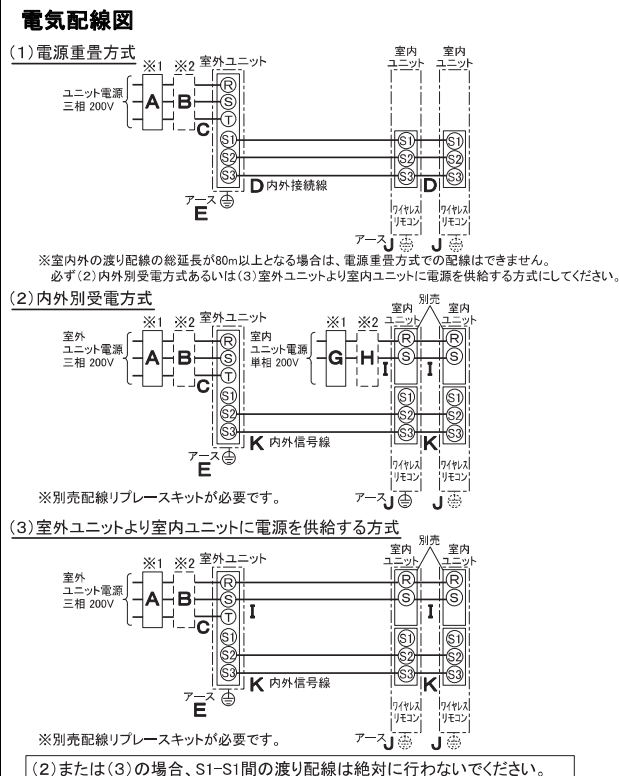 電気配線図
(1)電源重畳方式
※1 ※2 室外ユニット
室内ユニット 室内ユニット
ユニット電源
三相 200V
A B C
R
S
T
S1 S1 S1
S2 S2 S2
S3 S3 S3
D 内外接続線 D
アース
E
ワイヤレスリモコン ワイヤレスリモコン
アース J J
※室内外の渡り配線の総延長が80m以上となる場合は、電源重畳方式での配線はできません。
必ず(2)内外別受電方式あるいは(3)室外ユニットより室内ユニットに電源を供給する方式にしてください。
(2)内外別受電方式
※1 ※2 室外ユニット
※1 ※2 室内ユニット 別売 室内ユニット
室外
ユニット電源
三相 200V
A B C
室内
ユニット電源
単相 200V
G H I I
R R R
S S S
T
S1 S1 S1
S2 S2 S2
S3 S3 S3
K 内外信号線 K
アース
E
ワイヤレスリモコン ワイヤレスリモコン
※別売配線リプレースキットが必要です。
アース J J
(3)室外ユニットより室内ユニットに電源を供給する方式
※1 ※2 室外ユニット
室内ユニット 別売 室内ユニット
室外
ユニット電源
三相 200V
A B C
R R R
S I S I S
T
S1 S1 S1
S2 S2 S2
S3 S3 S3
K 内外信号線 K
アース
E
ワイヤレスリモコン ワイヤレスリモコン
※別売配線リプレースキットが必要です。
アース J J
(2)または(3)の場合、S1-S1間の渡り配線は絶対に行わないでください。